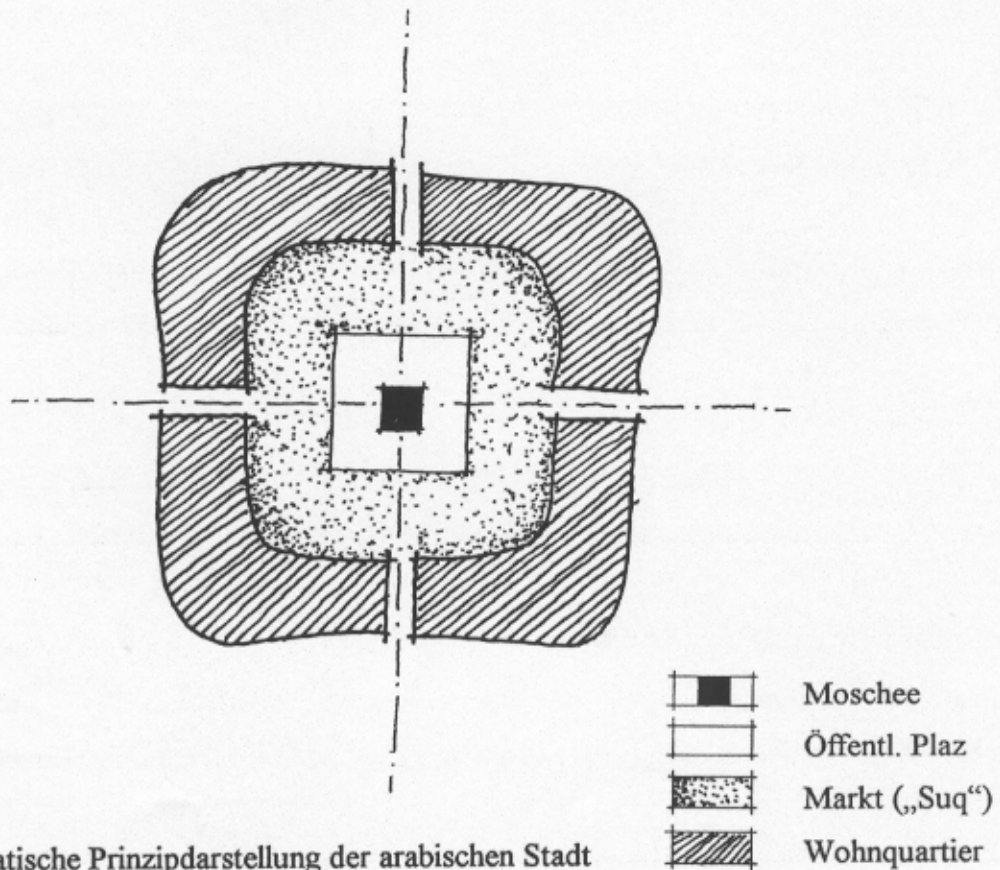 Moschee
Öffentl. Plaz
Markt („Suq“)
Wohnquartier
atische Prinzipdarstellung der arabischen Stadt